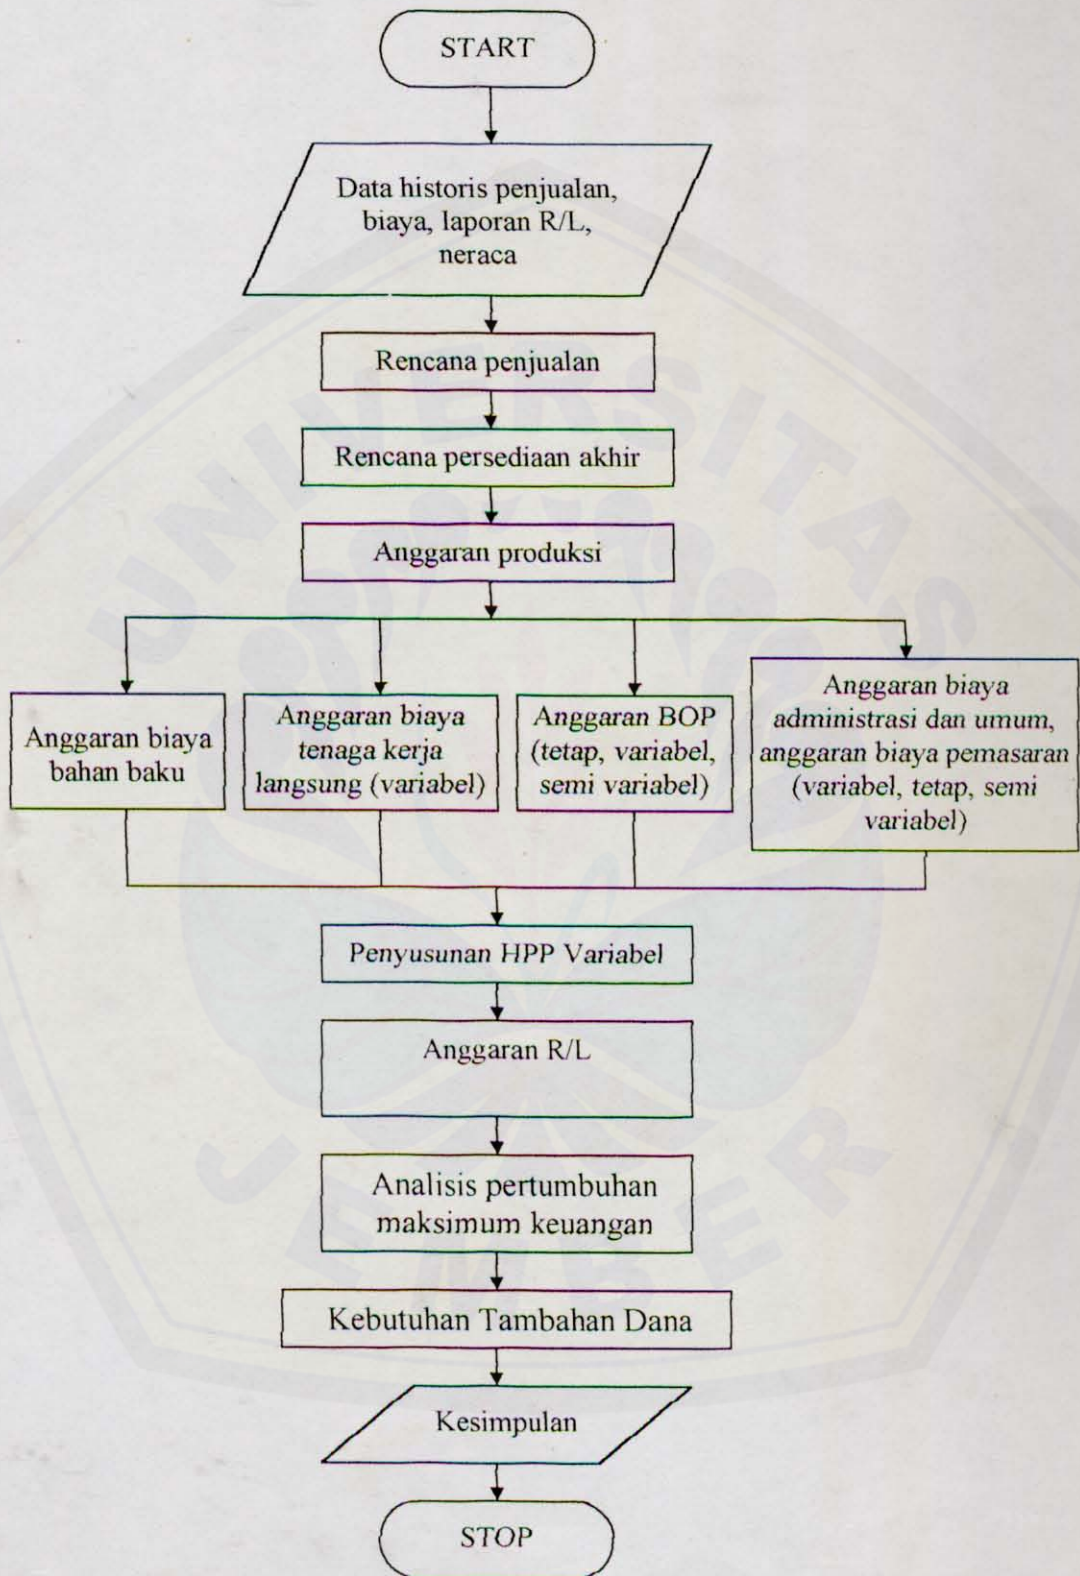 START
Data historis penjualan,
biaya, laporan R/L,
neraca
Rencana penjualan
Rencana persediaan akhir
Anggaran produksi
Anggaran biaya
bahan baku
Anggaran biaya
tenaga kerja
langsung (variabel)
Anggaran BOP
(tetap, variabel,
semi variabel)
Anggaran biaya
administrasi dan umum,
anggaran biaya pemasaran
(variabel, tetap, semi
variabel)
Penyusunan HPP Variabel
Anggaran R/L
Analisis pertumbuhan
maksimum keuangan
Kebutuhan Tambahan Dana
Kesimpulan
STOP
UNIVERSITAS
JEMBER